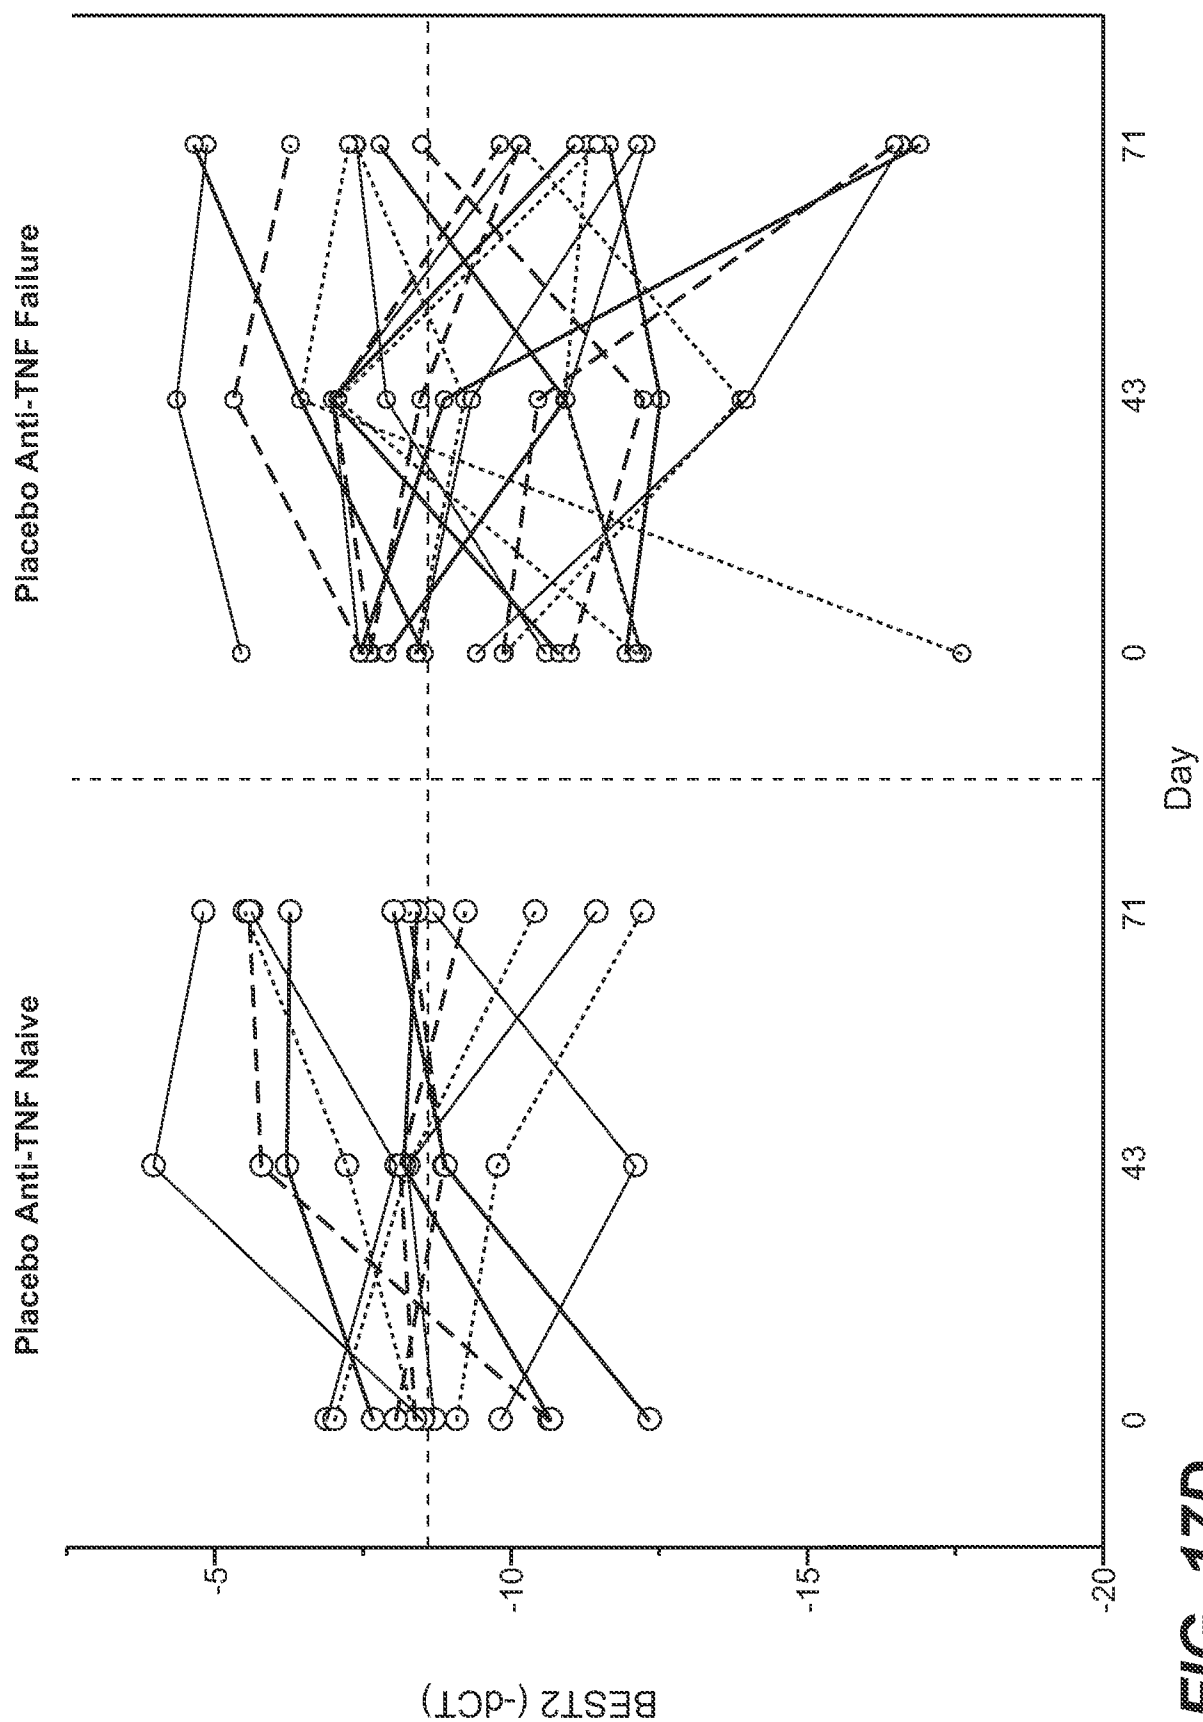 Placebo Anti-TNF Naive
Placebo Anti-TNF Failure
BEST2 (-dCT)
-5
-10
-15
-20
0
43
71
0
43
71
Day
FIG. 17D